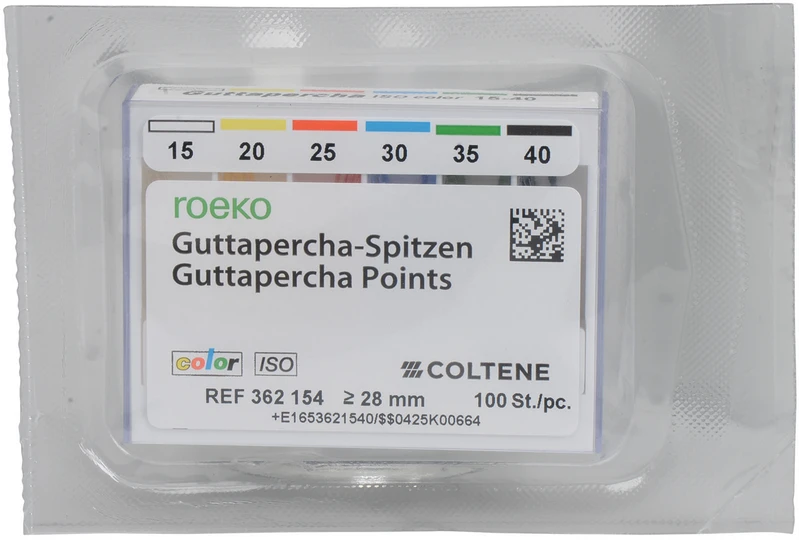 Guttapercha ISO color 15-40
15 20 25 30 35 40
roeko
Guttapercha-Spitzen
Guttapercha Points
color ISO COLTENE
REF 362 154 ≥ 28 mm 100 St./pc.
+E1653621540/$$0425K00664